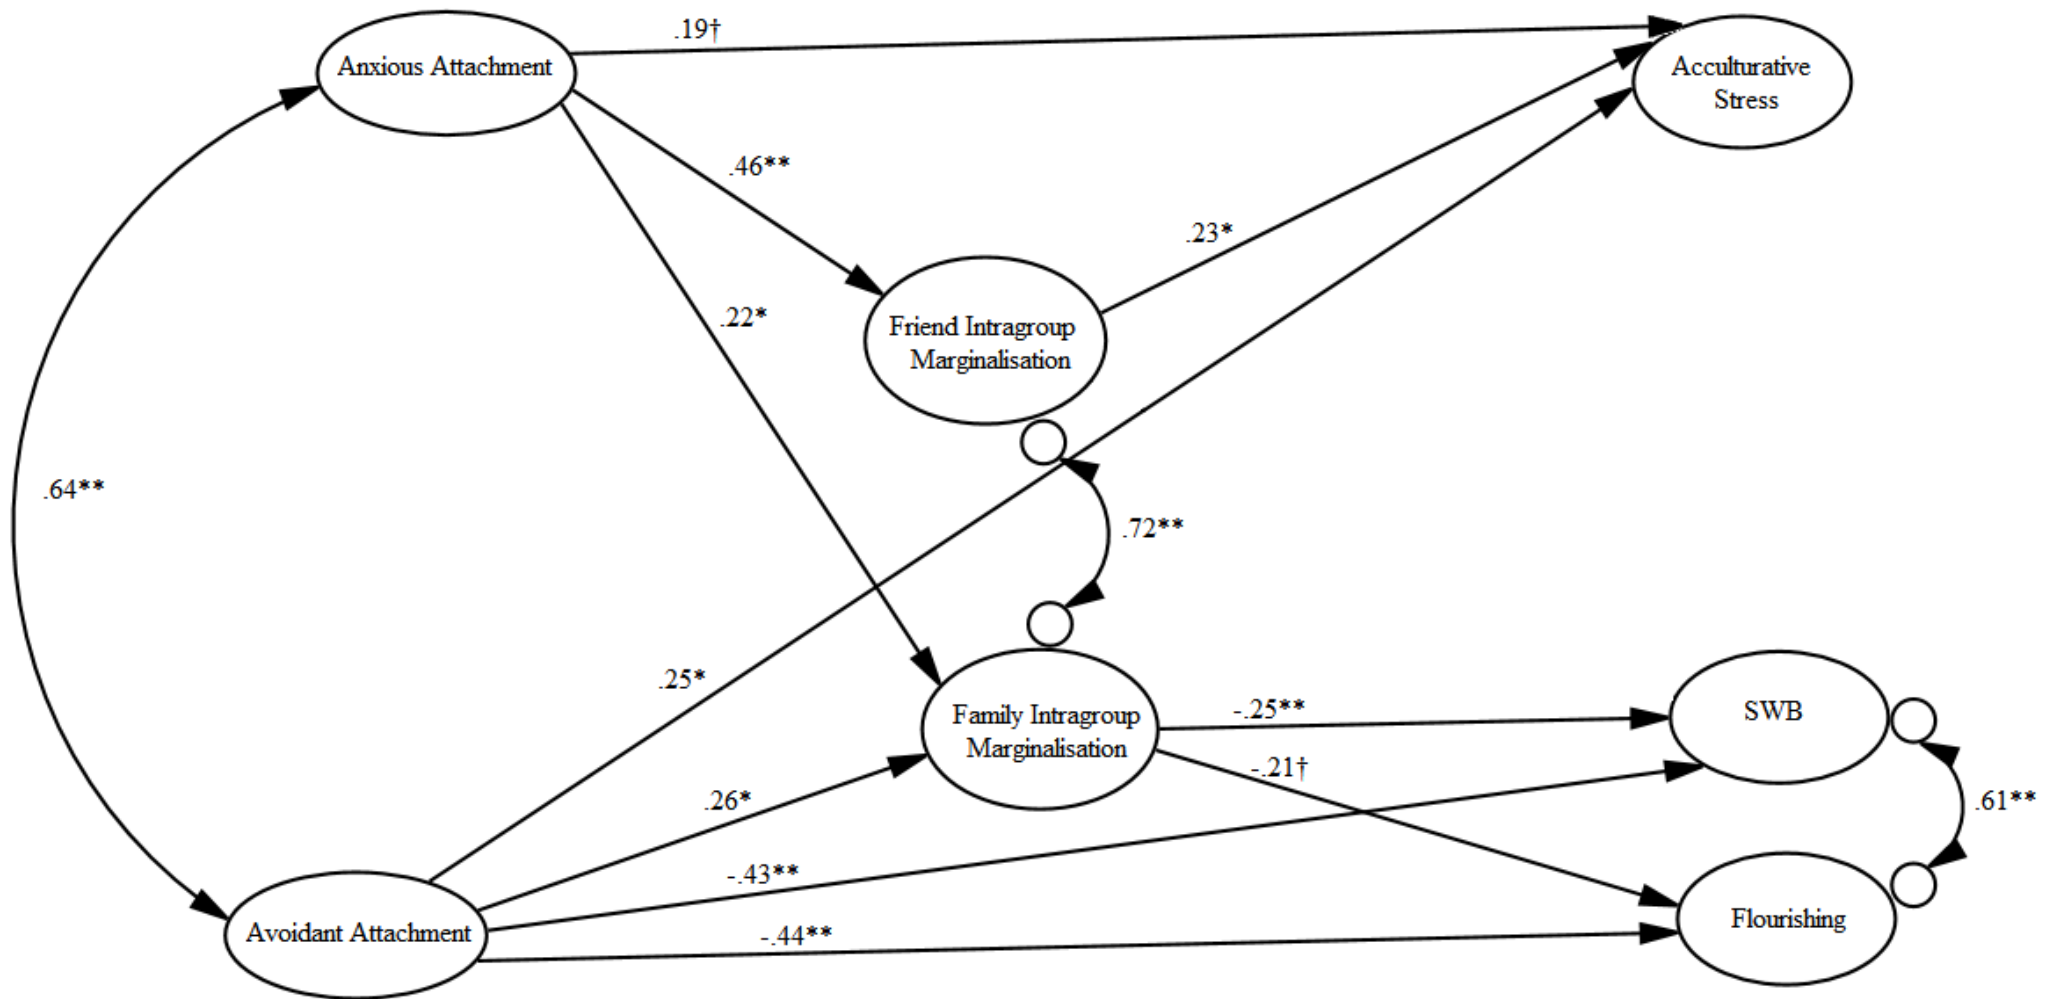 .19†
Anxious Attachment
Acculturative
Stress
.46**
.23*
.22*
Friend Intragroup
Marginalisation
.64**
.72**
.25*
Family Intragroup
Marginalisation
-.25**
SWB
-.21†
.26*
.61**
-.43**
Avoidant Attachment
-.44**
Flourishing